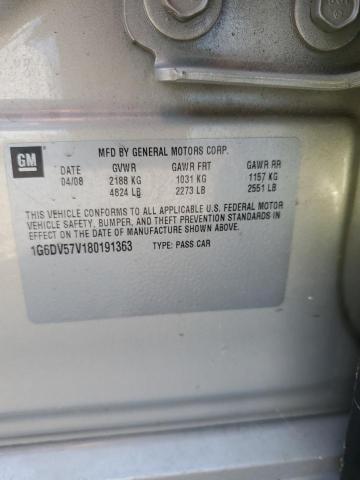 GM
MFD BY GENERAL MOTORS CORP.
DATE GVWR GAWR FRT GAWR RR
04/08 2188 KG 1031 KG 1157 KG
4824 LB 2273 LB 2551 LB
THIS VEHICLE CONFORMS TO ALL APPLICABLE U.S. FEDERAL MOTOR
VEHICLE SAFETY, BUMPER, AND THEFT PREVENTION STANDARDS IN
EFFECT ON THE DATE OF MANUFACTURE SHOWN ABOVE.
1G6DV57V180191363 TYPE: PASS CAR